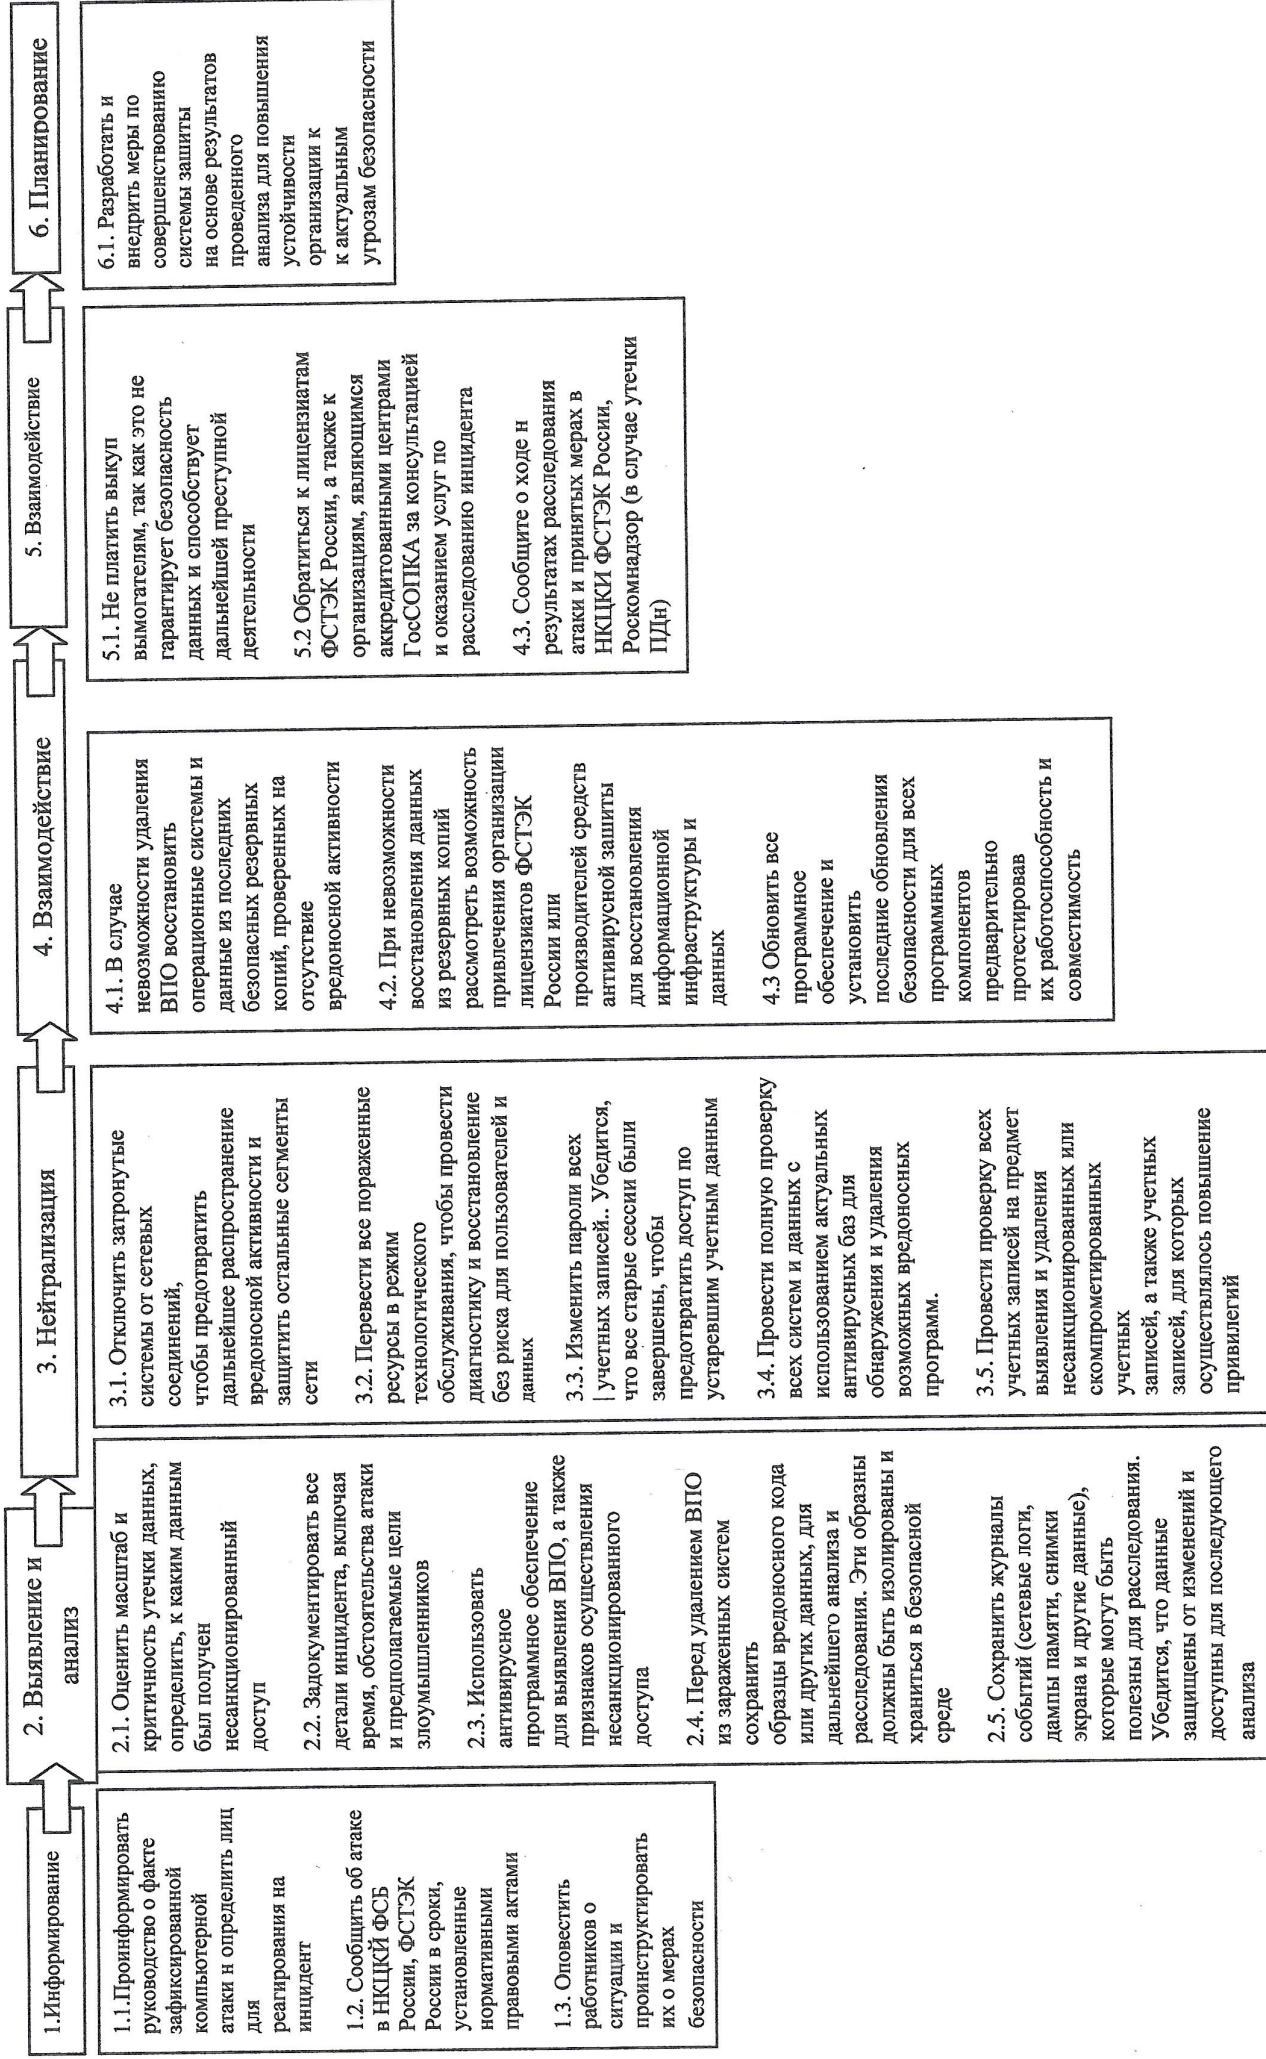 1.Информирование
1.1.Проинформировать
руководство о факте
зафиксированной
компьютерной
атаки н определить лиц
для
реагирования на
инцидент
1.2. Сообщить об атаке
в НКЦКЙ ФСБ
России, ФСТЭК
России в сроки,
установленные
нормативными
правовыми актами
1.3. Оповестить
работников о
ситуации и
проинструктировать
их о мерах
безопасности
2. Выявление и
анализ
2.1. Оценить масштаб и
критичность утечки данных,
определить, к каким данным
был получен
несанкционированный
доступ
2.2. Задокументировать все
детали инцидента, включая
время, обстоятельства атаки
и предполагаемые цели
злоумышленников
2.3. Использовать
антивирусное
программное обеспечение
для выявления ВПО, а также
признаков осуществления
несанкционированного
доступа
2.4. Перед удалением ВПО
из зараженных систем
сохранить
образцы вредоносного кода
или других данных, для
дальнейшего анализа и
расследования. Эти образны
должны быть изолированы и
храниться в безопасной
среде
2.5. Сохранить журналы
событий (сетевые логи,
дампы памяти, снимки
экрана и другие данные),
которые могут быть
полезны для расследования.
Убедится, что данные
защищены от изменений и
доступны для последующего
анализа
3. Нейтрализация
3.1. Отключить затронутые
системы от сетевых
соединений,
чтобы предотвратить
дальнейшее распространение
вредоносной активности и
защитить остальные сегменты
сети
3.2. Перевести все пораженные
ресурсы в режим
технологического
обслуживания, чтобы провести
диагностику и восстановление
без риска для пользователей и
данных
3.3. Изменить пароли всех
| учетных записей.. Убедится,
что все старые сессии были
завершены, чтобы
предотвратить доступ по
устаревшим учетным данным
3.4. Провести полную проверку
всех систем и данных с
использованием актуальных
антивирусных баз для
обнаружения и удаления
возможных вредоносных
программ.
3.5. Провести проверку всех
учетных записей на предмет
выявления и удаления
несанкционированных или
скомпрометированных
учетных
записей, а также учетных
записей, для которых
осуществлялось повышение
привилегий
4. Взаимодействие
4.1. В случае
невозможности удаления
ВПО восстановить
операционные системы и
данные из последних
безопасных резервных
копий, проверенных на
отсутствие
вредоносной активности
4.2. При невозможности
восстановления данных
из резервных копий
рассмотреть возможность
привлечения организации
лицензиатов ФСТЭК
России или
производителей средств
антивирусной зашиты
для восстановления
информационной
инфраструктуры и
данных
4.3 Обновить все
программное
обеспечение и
установить
последние обновления
безопасности для всех
программных
компонентов
предварительно
протестировав
их работоспособность и
совместимость
5. Взаимодействие
5.1. Не платить выкуп
вымогателям, так как это не
гарантирует безопасность
данных и способствует
дальнейшей преступной
деятельности
5.2 Обратиться к лицензиатам
ФСТЭК России, а также к
организациям, являющимся
аккредитованными центрами
ГосСОПКА за консультацией
и оказанием услуг по
расследованию инцидента
4.3. Сообщите о ходе н
результатах расследования
атаки и принятых мерах в
НКЦКИ ФСТЭК России,
Роскомнадзор (в случае утечки
ПДн)
6. Планирование
6.1. Разработать и
внедрить меры по
совершенствованию
системы зашиты
на основе результатов
проведенного
анализа для повышения
устойчивости
организации к
к актуальным
угрозам безопасности